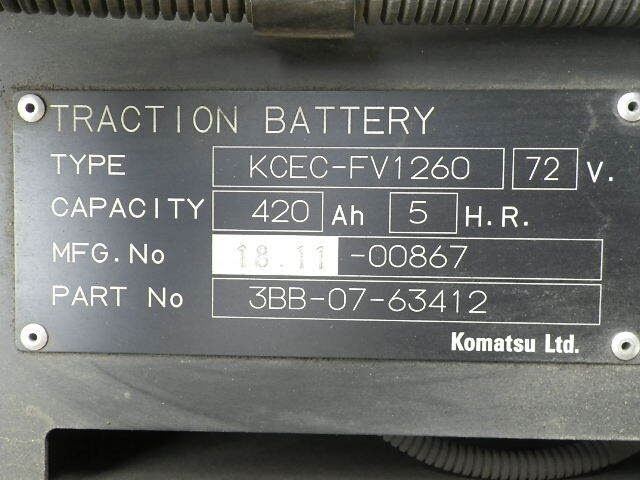 TRACTION BATTERY
TYPE KCEC-FV1260 72 V.
CAPACITY 420 Ah 5 H.R.
MFG.No 18.11 -00867
PART No 3BB-07-63412
Komatsu Ltd.